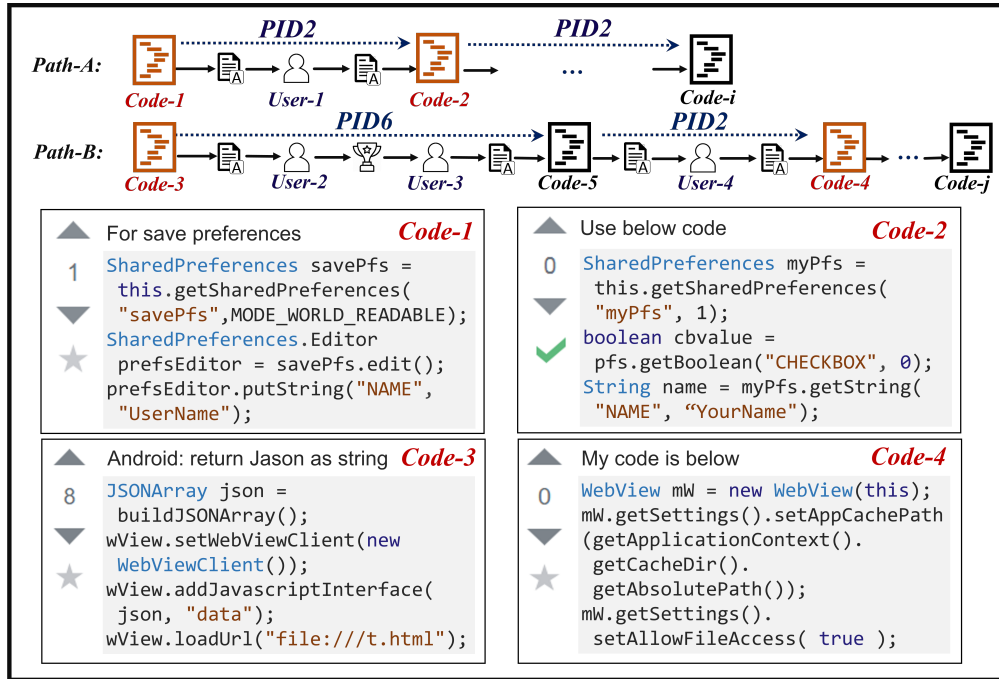 PID2 PID2
Path-A: ...
A A
Code-1 User-1 Code-2 Code-i
PID6 PID2
Path-B: ...
A A A A
Code-3 User-2 User-3 Code-5 User-4 Code-4 Code-j
For save preferences Code-1
1
SharedPreferences savePfs =
this.getSharedPreferences(
"savePfs",MODE_WORLD_READABLE);
SharedPreferences.Editor
prefsEditor = savePfs.edit();
prefsEditor.putString("NAME",
"UserName");
Use below code Code-2
0
SharedPreferences myPfs =
this.getSharedPreferences(
"myPfs", 1);
boolean cbvalue =
pfs.getBoolean("CHECKBOX", 0);
String name = myPfs.getString(
"NAME", “YourName");
Android: return Jason as string Code-3
8
JSONArray json =
buildJSONArray();
wView.setWebViewClient(new
WebViewClient());
wView.addJavascriptInterface(
json, "data");
wView.loadUrl("file:///t.html");
My code is below Code-4
0
WebView mW = new WebView(this);
mW.getSettings().setAppCachePath
(getApplicationContext().
getCacheDir().
getAbsolutePath());
mW.getSettings().
setAllowFileAccess( true );